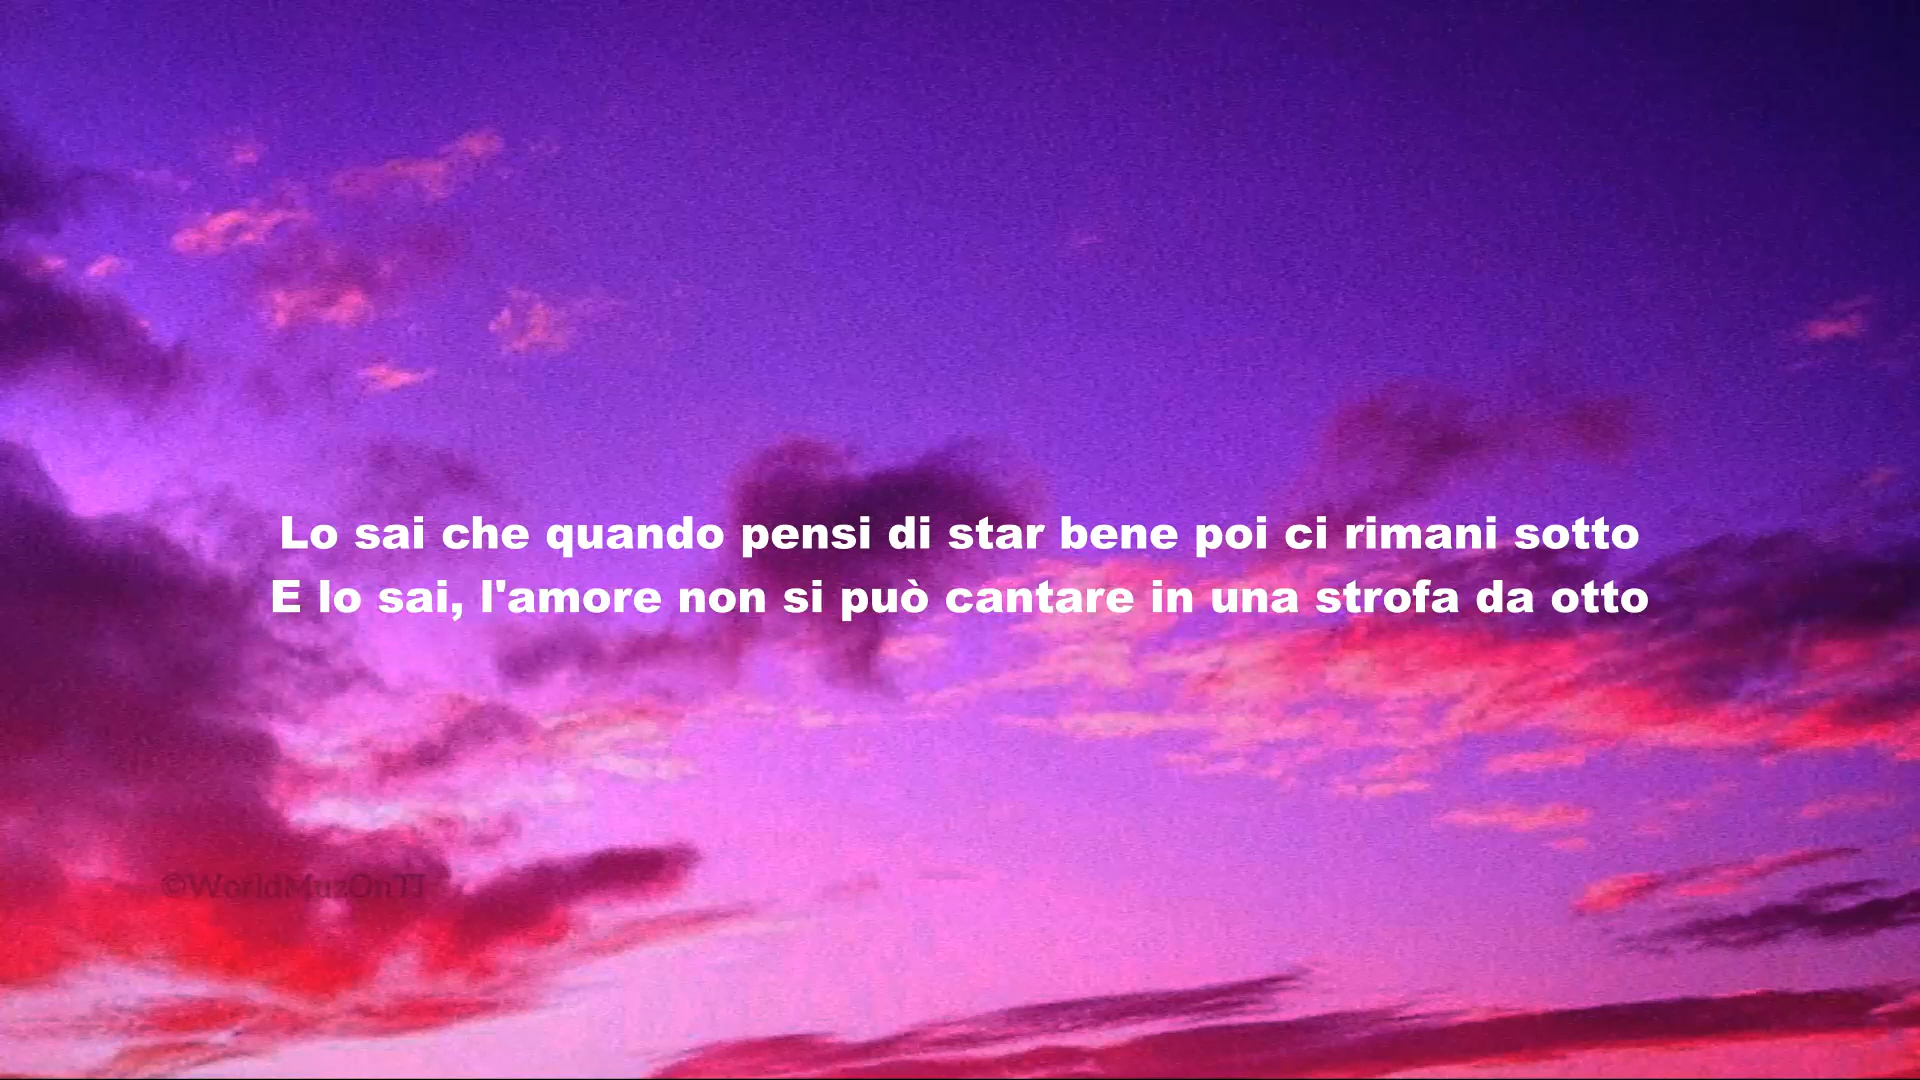 Lo sai che quando pensi di star bene poi ci rimani sotto
E lo sai, l'amore non si può cantare in una strofa da otto
©WorldMuzOnTT